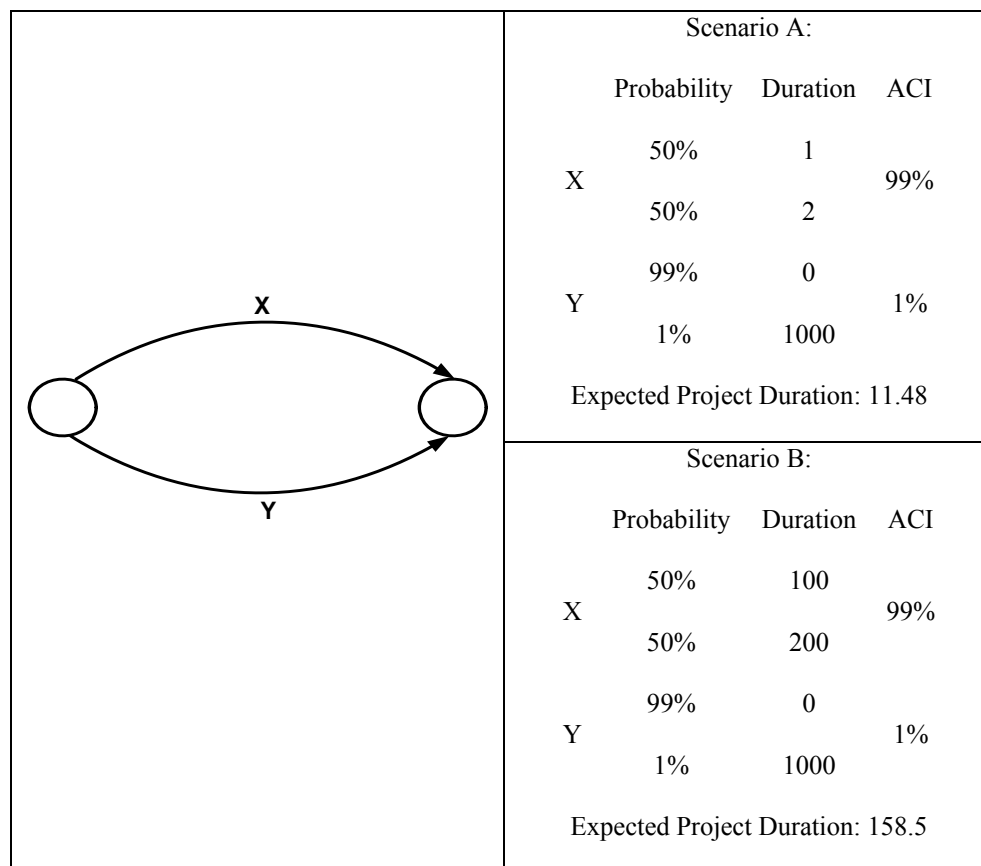 X
Y
Scenario A:
Probability Duration ACI
50% 1
X 99%
50% 2
99% 0
Y 1%
1% 1000
Expected Project Duration: 11.48
Scenario B:
Probability Duration ACI
50% 100
X 99%
50% 200
99% 0
Y 1%
1% 1000
Expected Project Duration: 158.5